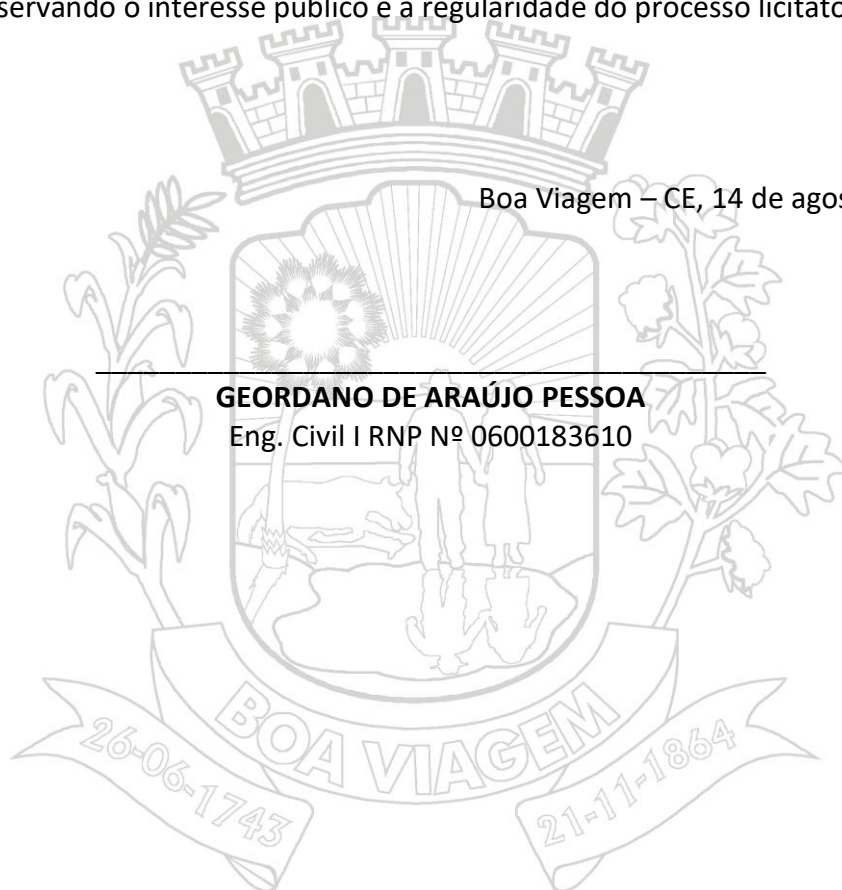 servando o interesse público e a regularidade do processo licitató
Boa Viagem – CE, 14 de agos
GEORDANO DE ARAÚJO PESSOA
Eng. Civil I RNP Nº 0600183610
BOA VIAGEM
26-06-1743
21-11-1864